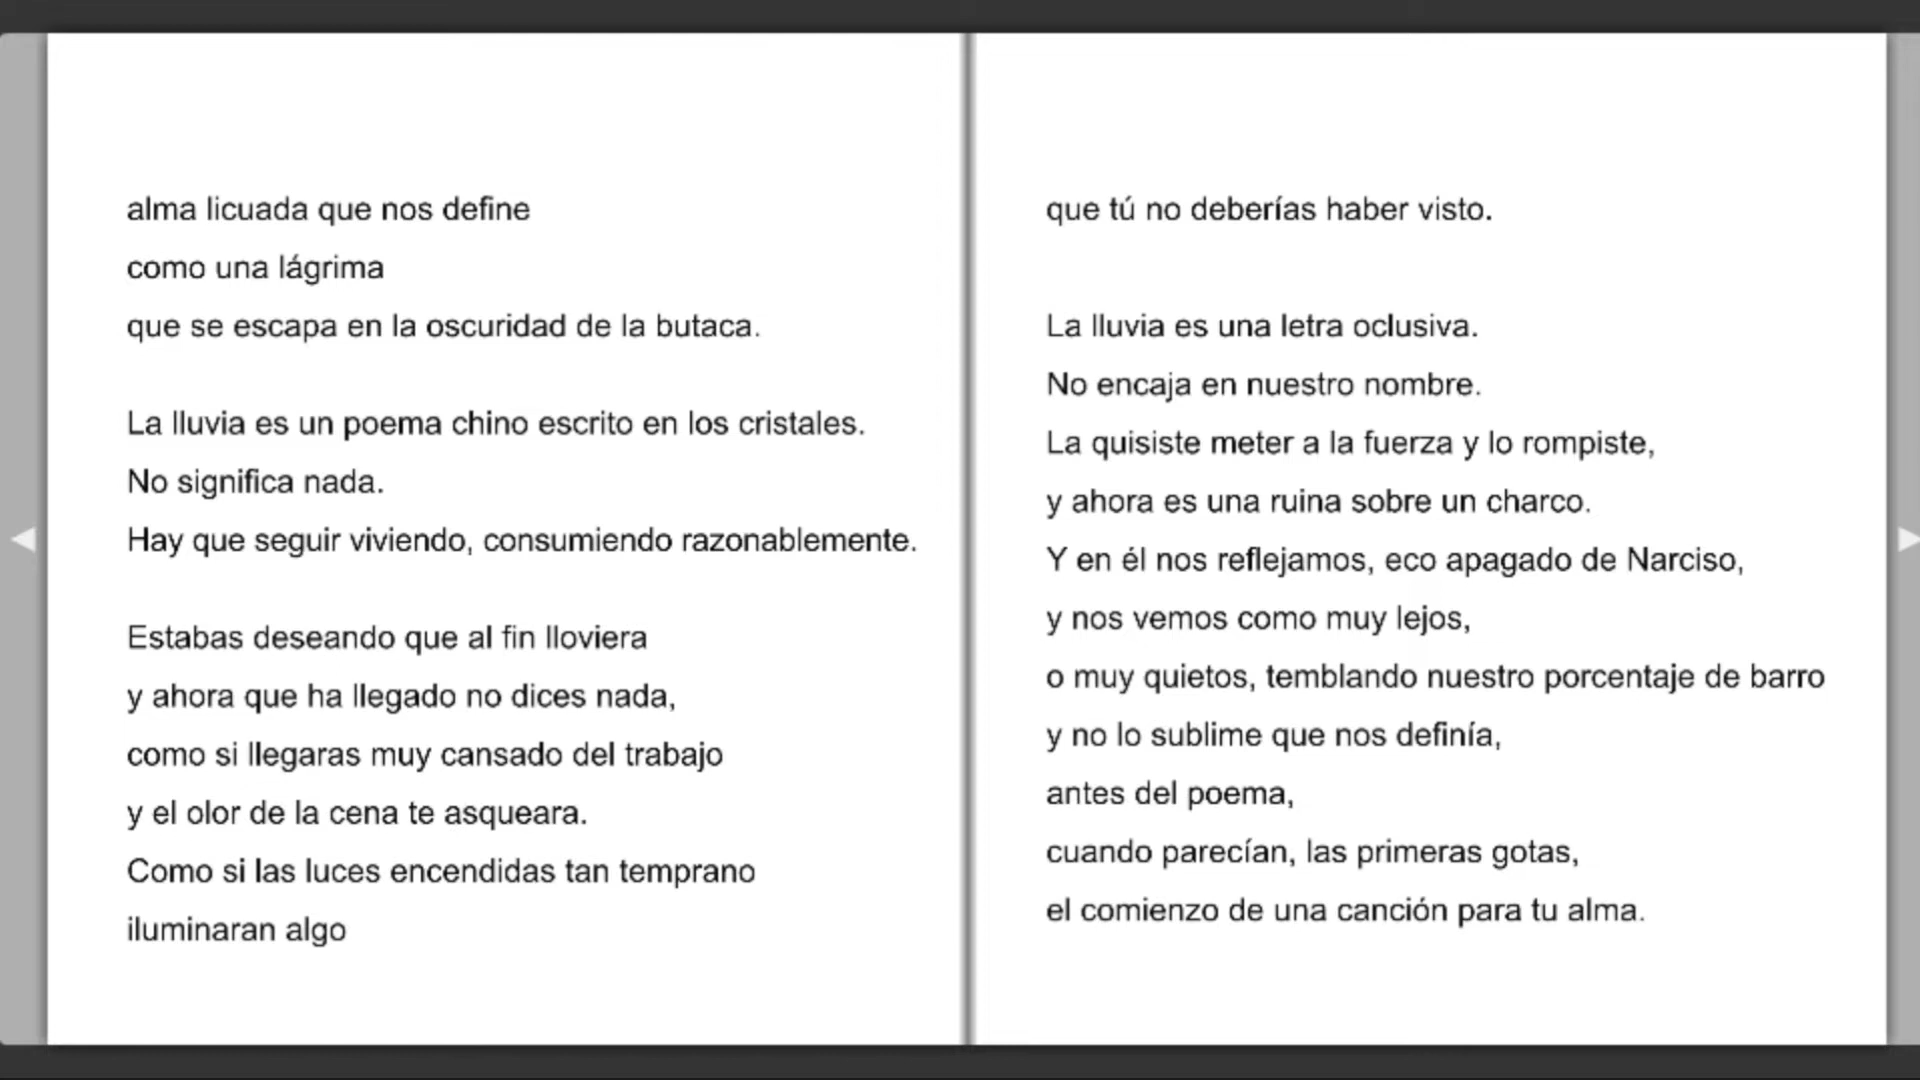 alma licuada que nos define
como una lágrima
que se escapa en la oscuridad de la butaca.
La lluvia es un poema chino escrito en los cristales.
No significa nada.
Hay que seguir viviendo, consumiendo razonablemente.
Estabas deseando que al fin lloviera
y ahora que ha llegado no dices nada,
como si llegaras muy cansado del trabajo
y el olor de la cena te asqueara.
Como si las luces encendidas tan temprano
iluminaran algo
que tú no deberías haber visto.
La lluvia es una letra oclusiva.
No encaja en nuestro nombre.
La quisiste meter a la fuerza y lo rompiste,
y ahora es una ruina sobre un charco.
Y en él nos reflejamos, eco apagado de Narciso,
y nos vemos como muy lejos,
o muy quietos, temblando nuestro porcentaje de barro
y no lo sublime que nos definía,
antes del poema,
cuando parecían, las primeras gotas,
el comienzo de una canción para tu alma.